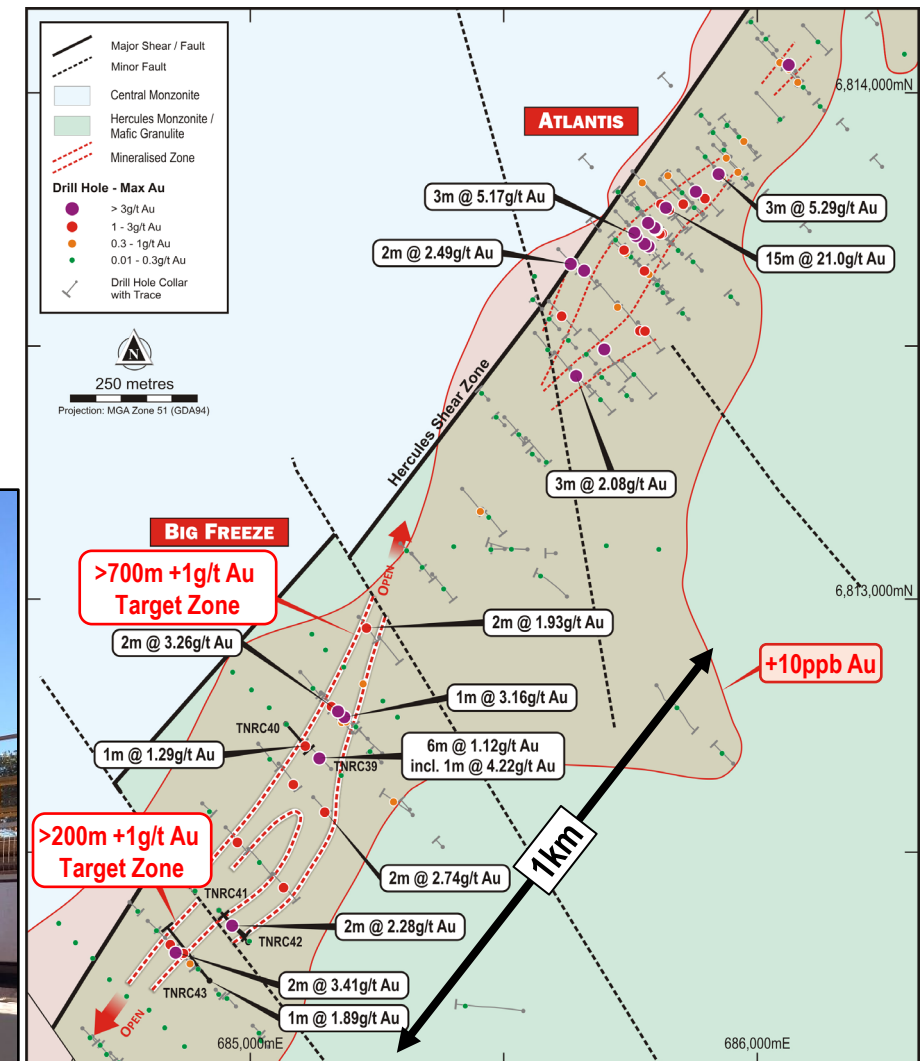 Major Shear / Fault
Minor Fault
Central Monzonite
Hercules Monzonite /
Mafic Granulite
Mineralised Zone
Drill Hole - Max Au
> 3g/t Au
1 - 3g/t Au
0.3 - 1g/t Au
0.01 - 0.3g/t Au
Drill Hole Collar
with Trace
N
250 metres
Projection: MGA Zone 51 (GDA94)
6,814,000mN
ATLANTIS
3m @ 5.17g/t Au
3m @ 5.29g/t Au
2m @ 2.49g/t Au
15m @ 21.0g/t Au
Hercules Shear Zone
3m @ 2.08g/t Au
BIG FREEZE
OPEN
>700m +1g/t Au
Target Zone
6,813,000mN
2m @ 1.93g/t Au
2m @ 3.26g/t Au
+10ppb Au
1m @ 3.16g/t Au
TNRC40
1m @ 1.29g/t Au
6m @ 1.12g/t Au
incl. 1m @ 4.22g/t Au
TNRC39
>200m +1g/t Au
Target Zone
1km
2m @ 2.74g/t Au
TNRC41
2m @ 2.28g/t Au
TNRC42
2m @ 3.41g/t Au
TNRC43
1m @ 1.89g/t Au
OPEN
685,000mE
686,000mE